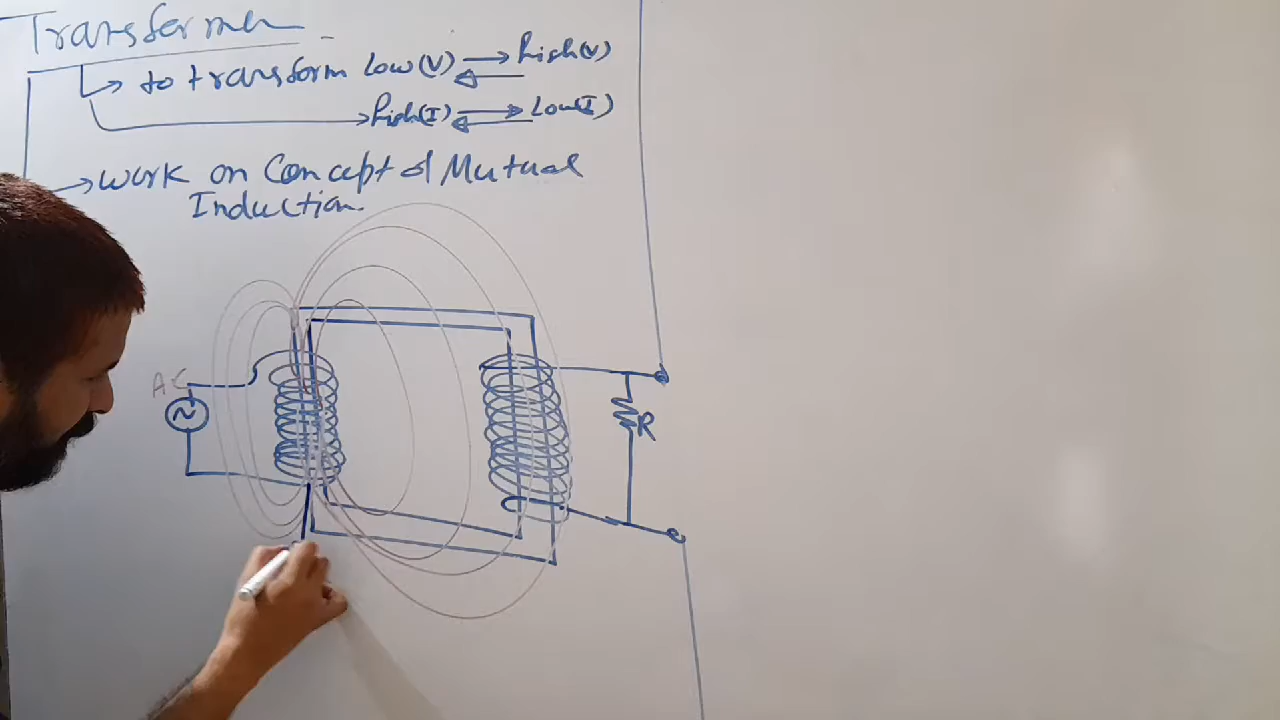 Transformer
to transform Low(V) high(V)
high(I) Low(I)
work on Concept of Mutual
Induction.
AC
R